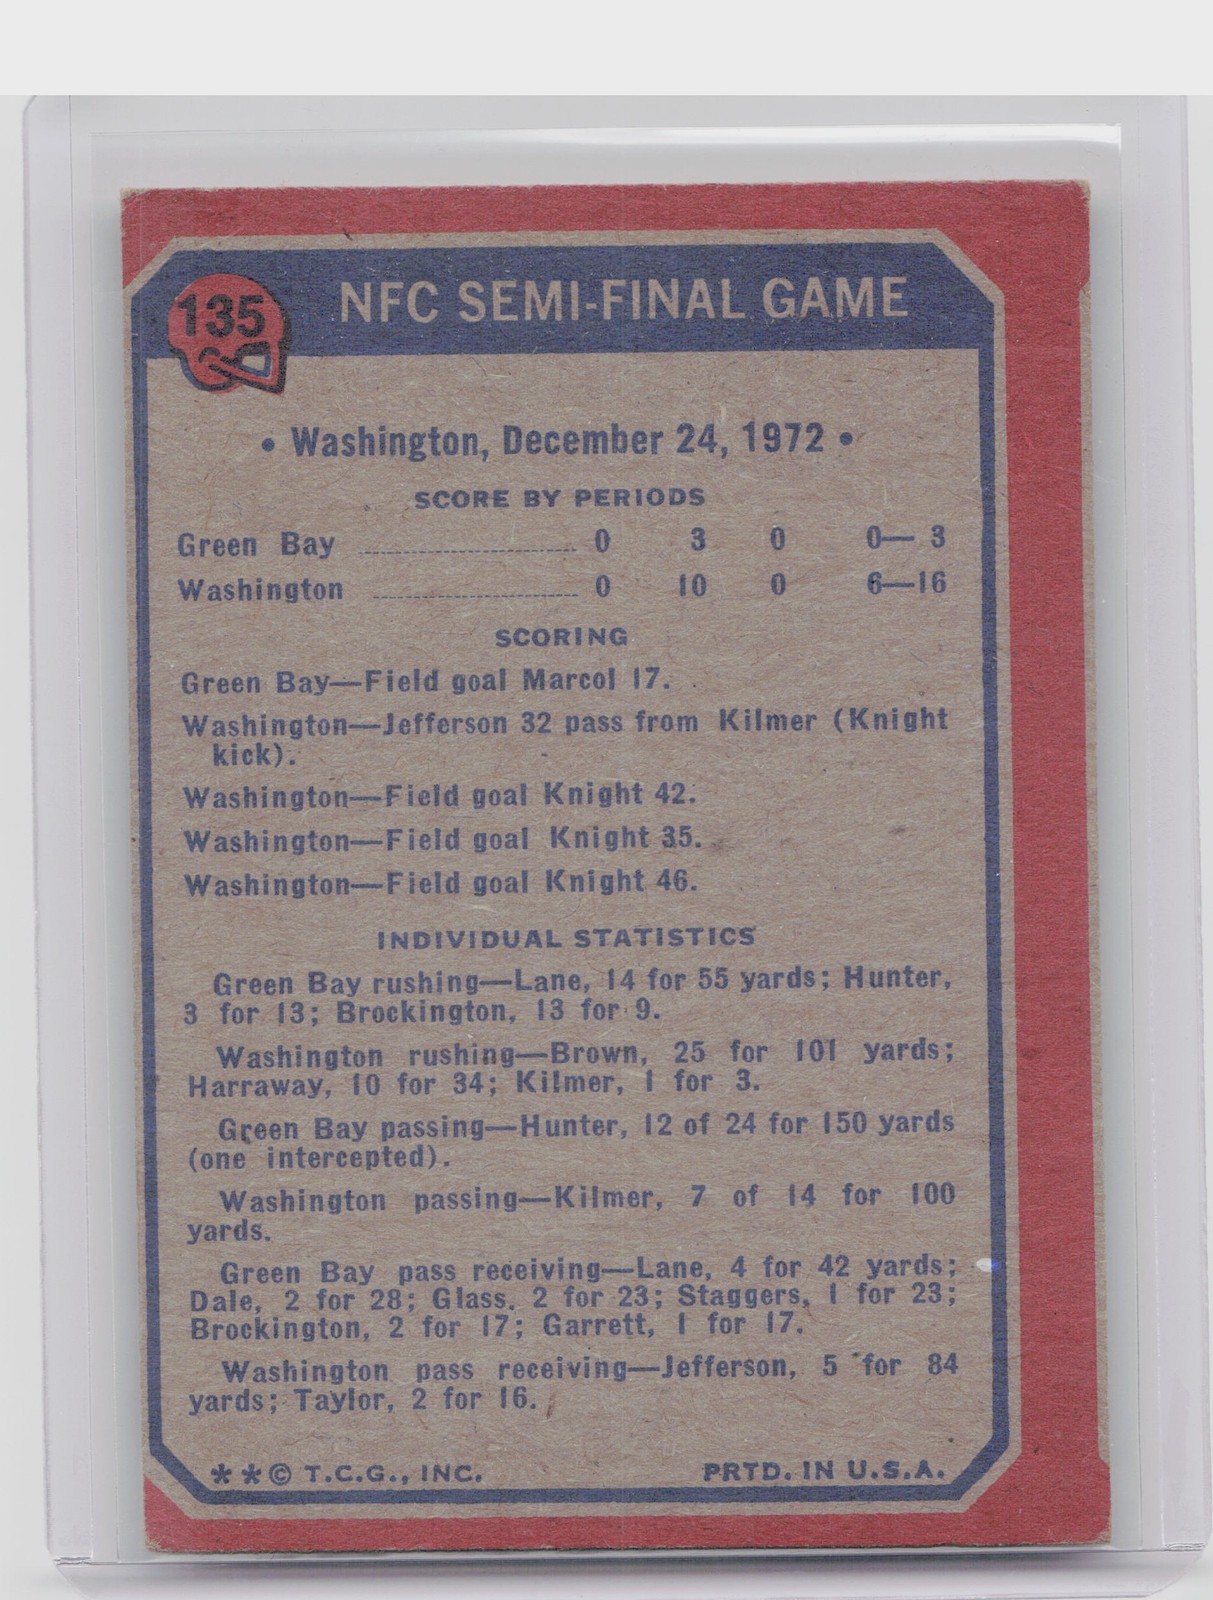 135
NFC SEMI-FINAL GAME
• Washington, December 24, 1972 •
SCORE BY PERIODS
Green Bay ........................ 0 3 0 0— 3
Washington ...................... 0 10 0 6—16
SCORING
Green Bay—Field goal Marcol 17.
Washington—Jefferson 32 pass from Kilmer (Knight
kick).
Washington—Field goal Knight 42.
Washington—Field goal Knight 35.
Washington—Field goal Knight 46.
INDIVIDUAL STATISTICS
Green Bay rushing—Lane, 14 for 55 yards; Hunter,
3 for 13; Brockington, 13 for 9.
Washington rushing—Brown, 25 for 101 yards;
Harraway, 10 for 34; Kilmer, 1 for 3.
Green Bay passing—Hunter, 12 of 24 for 150 yards
(one intercepted).
Washington passing—Kilmer, 7 of 14 for 100
yards.
Green Bay pass receiving—Lane, 4 for 42 yards;
Dale, 2 for 28; Glass, 2 for 23; Staggers, 1 for 23;
Brockington, 2 for 17; Garrett, 1 for 17.
Washington pass receiving—Jefferson, 5 for 84
yards; Taylor, 2 for 16.
* * © T.C.G., INC. PRTD. IN U.S.A.